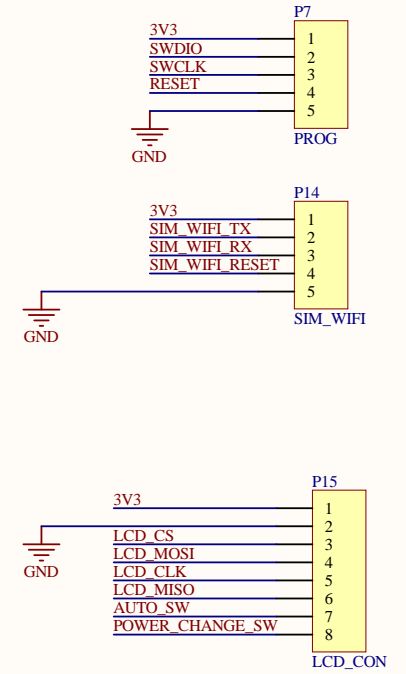 P7
3V3 1
SWDIO 2
SWCLK 3
RESET 4
5
GND
PROG
P14
3V3 1
SIM_WIFI_TX 2
SIM_WIFI_RX 3
SIM_WIFI_RESET 4
5
GND
SIM_WIFI
P15
3V3 1
2
LCD_CS 3
GND
LCD_MOSI 4
LCD_CLK 5
LCD_MISO 6
AUTO_SW 7
POWER_CHANGE_SW 8
LCD_CON